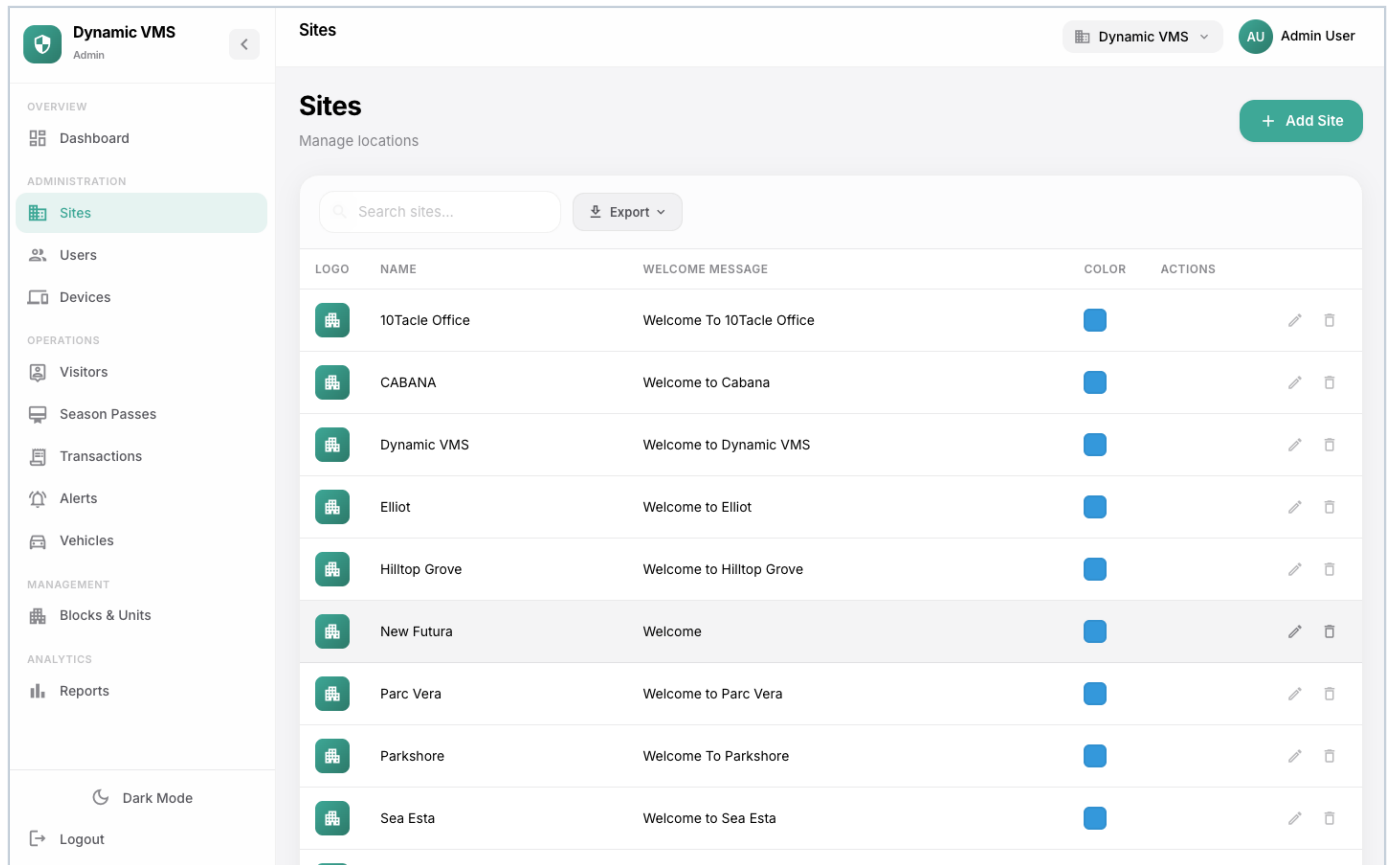 Dynamic VMS
Admin
OVERVIEW
Dashboard
ADMINISTRATION
Sites
Users
Devices
OPERATIONS
Visitors
Season Passes
Transactions
Alerts
Vehicles
MANAGEMENT
Blocks & Units
ANALYTICS
Reports
Dark Mode
Logout
Sites
Dynamic VMS
AU Admin User
Sites
Manage locations
+ Add Site
Search sites...
Export
LOGO NAME WELCOME MESSAGE COLOR ACTIONS
10Tacle Office Welcome To 10Tacle Office
CABANA Welcome to Cabana
Dynamic VMS Welcome to Dynamic VMS
Elliot Welcome to Elliot
Hilltop Grove Welcome to Hilltop Grove
New Futura Welcome
Parc Vera Welcome to Parc Vera
Parkshore Welcome To Parkshore
Sea Esta Welcome to Sea Esta